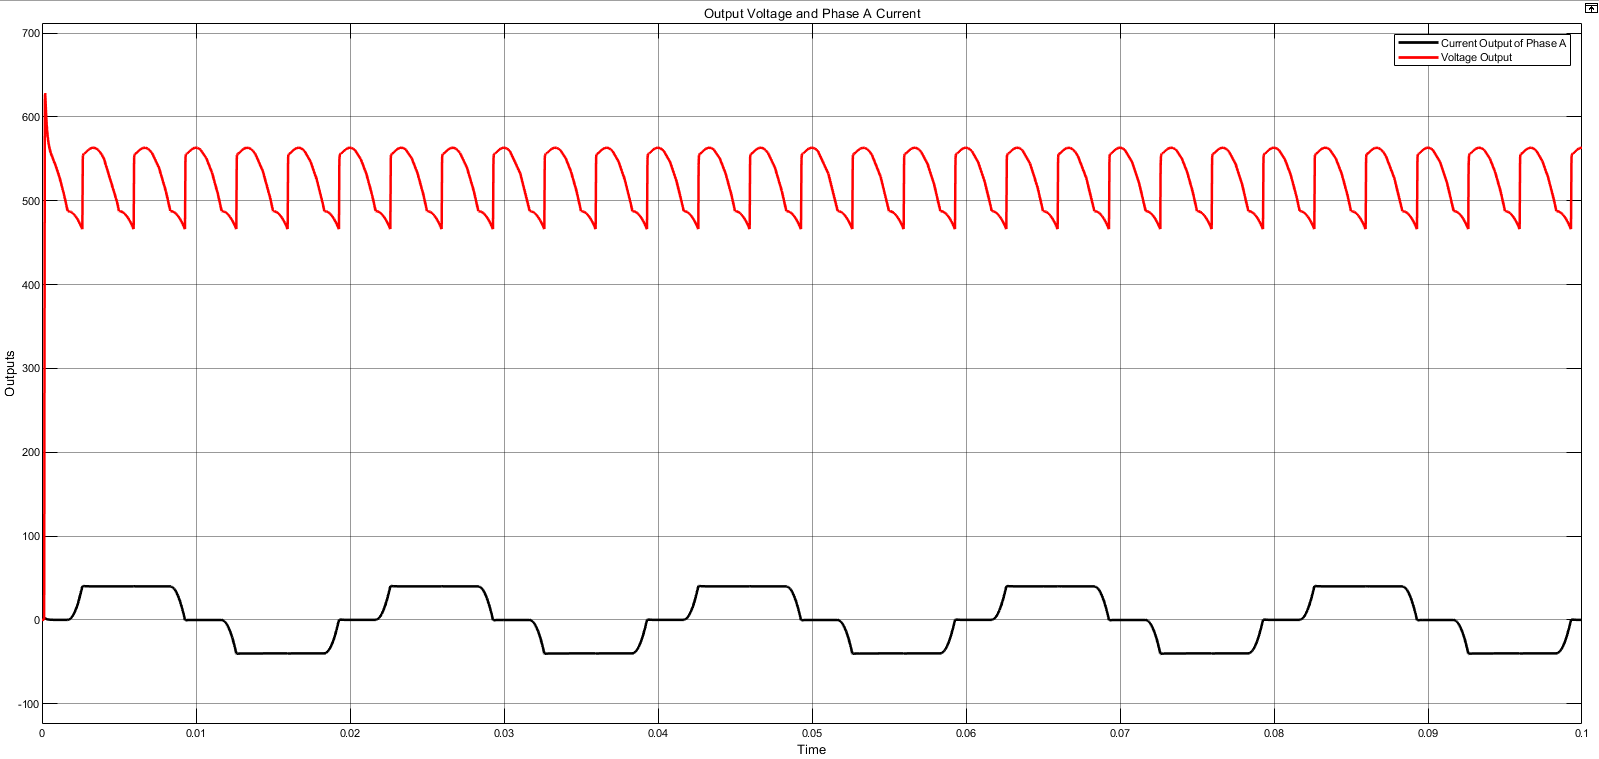 Output Voltage and Phase A Current
700
600
500
400
300
200
100
0
-100
Outputs
Current Output of Phase A
Voltage Output
0 0.01 0.02 0.03 0.04 0.05 0.06 0.07 0.08 0.09 0.1
Time